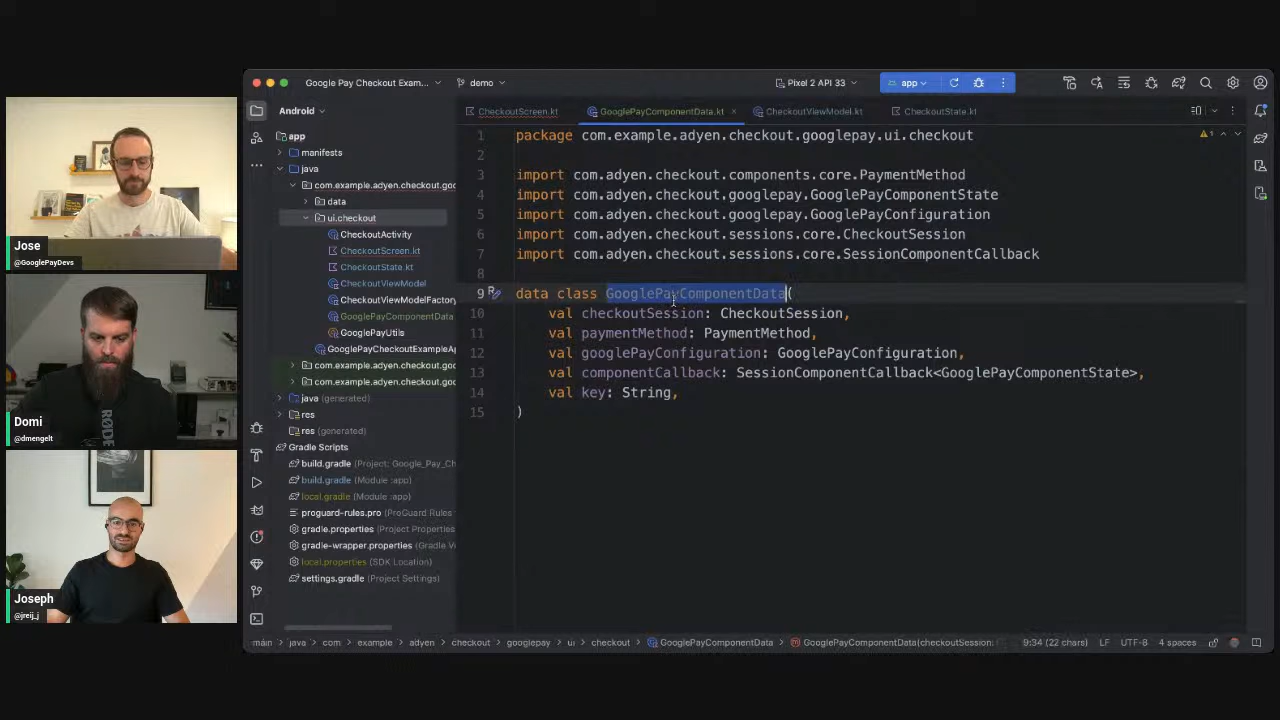 Jose
@GooglePayDevs
RØDE
Domi
@dmengelt
Joseph
@jreij_j
Google Pay Checkout Exam...
demo
Pixel 2 API 33
app
Android
CheckoutScreen.kt
GooglePayComponentData.kt
CheckoutViewModel.kt
CheckoutState.kt
app
manifests
java
com.example.adyen.checkout.goo
data
ui.checkout
CheckoutActivity
CheckoutScreen.kt
CheckoutState.kt
CheckoutViewModel
CheckoutViewModelFactory
GooglePayComponentData
GooglePayUtils
GooglePayCheckoutExampleAp
com.example.adyen.checkout.goo
com.example.adyen.checkout.goo
java (generated)
res
res (generated)
Gradle Scripts
build.gradle (Project: Google_Pay_Ch
build.gradle (Module :app)
local.gradle (Module :app)
proguard-rules.pro (ProGuard Rules
gradle.properties (Project Properties
gradle-wrapper.properties (Gradle V
local.properties (SDK Location)
settings.gradle (Project Settings)
1 package com.example.adyen.checkout.googlepay.ui.checkout
1
2
3 import com.adyen.checkout.components.core.PaymentMethod
4 import com.adyen.checkout.googlepay.GooglePayComponentState
5 import com.adyen.checkout.googlepay.GooglePayConfiguration
6 import com.adyen.checkout.sessions.core.CheckoutSession
7 import com.adyen.checkout.sessions.core.SessionComponentCallback
8
9 data class GooglePayComponentData(
10 val checkoutSession: CheckoutSession,
11 val paymentMethod: PaymentMethod,
12 val googlePayConfiguration: GooglePayConfiguration,
13 val componentCallback: SessionComponentCallback<GooglePayComponentState>,
14 val key: String,
15 )
main > java > com > example > adyen > checkout > googlepay > ui > checkout > GooglePayComponentData > GooglePayComponentData(checkoutSession:
9:34 (22 chars) LF UTF-8 4 spaces